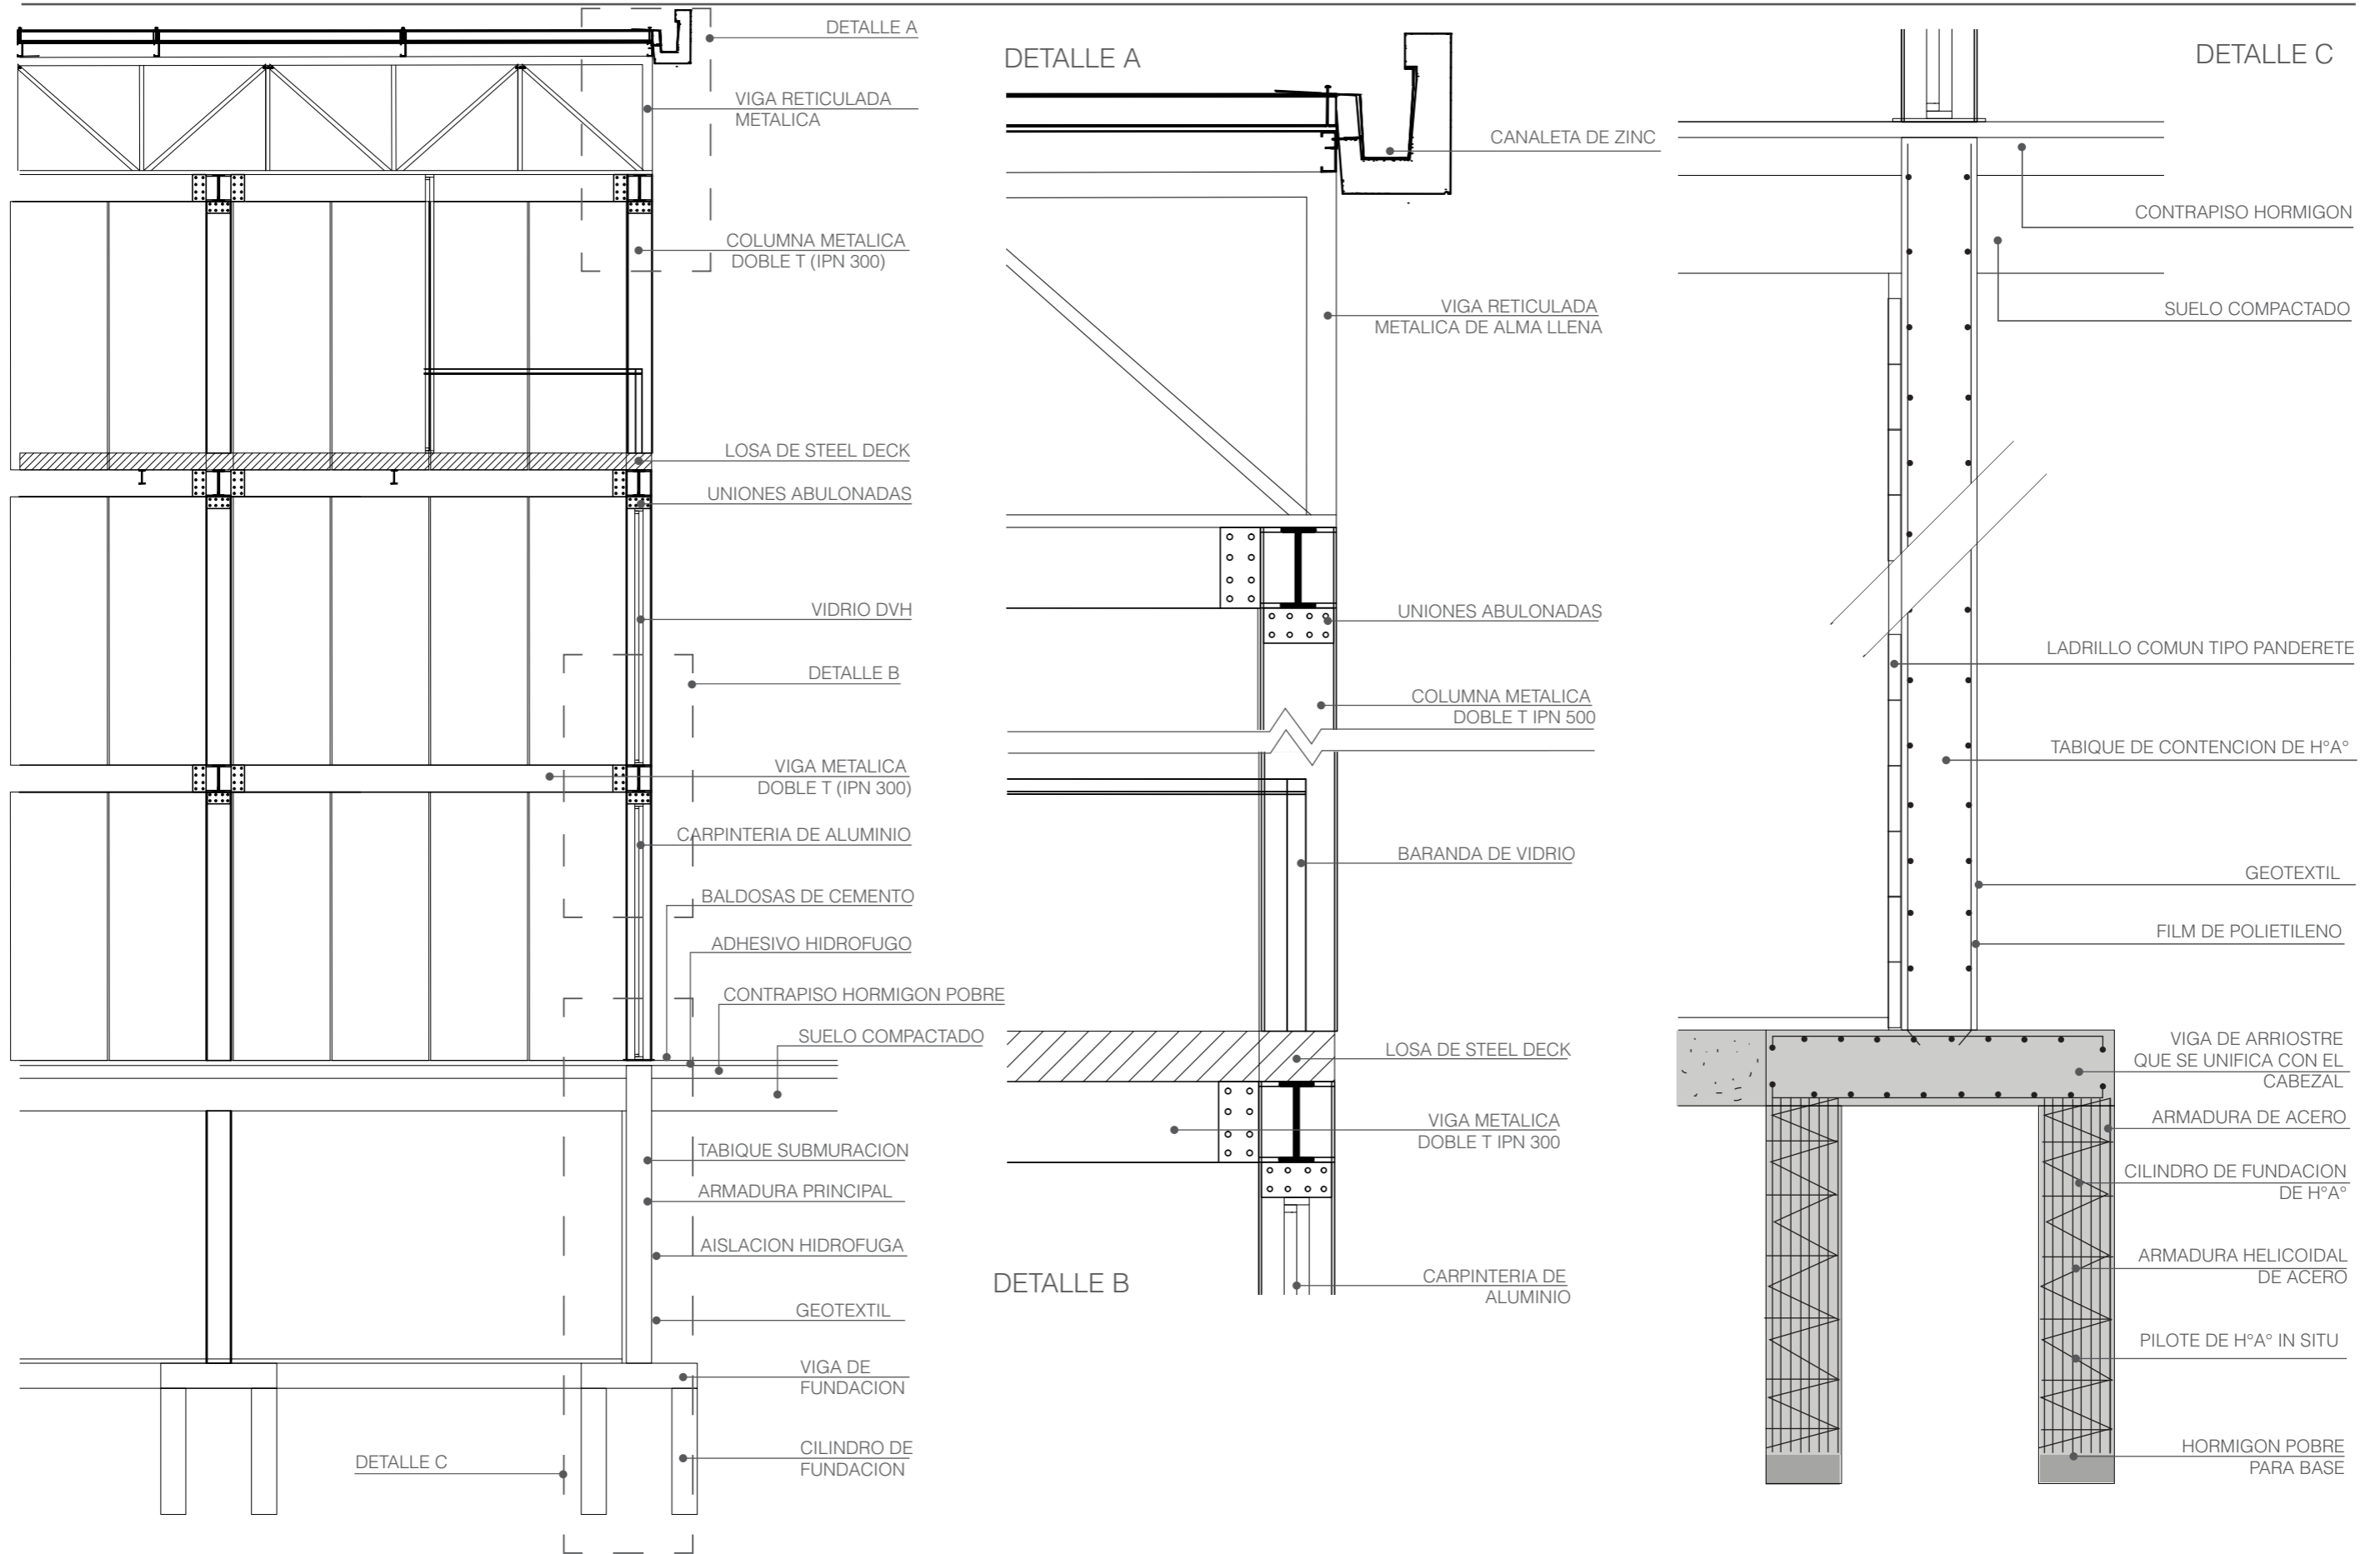 DETALLE A
VIGA RETICULADA
METALICA
COLUMNA METALICA
DOBLE T (IPN 300)
LOSA DE STEEL DECK
UNIONES ABULONADAS
VIDRIO DVH
DETALLE B
VIGA METALICA
DOBLE T (IPN 300)
CARPINTERIA DE ALUMINIO
BALDOSAS DE CEMENTO
ADHESIVO HIDROFUGO
CONTRAPISO HORMIGON POBRE
SUELO COMPACTADO
TABIQUE SUBMURACION
ARMADURA PRINCIPAL
AISLACION HIDROFUGA
GEOTEXTIL
VIGA DE
FUNDACION
CILINDRO DE
FUNDACION
DETALLE C
DETALLE A
CANALETA DE ZINC
VIGA RETICULADA
METALICA DE ALMA LLENA
UNIONES ABULONADAS
COLUMNA METALICA
DOBLE T IPN 500
BARANDA DE VIDRIO
LOSA DE STEEL DECK
VIGA METALICA
DOBLE T IPN 300
CARPINTERIA DE
ALUMINIO
DETALLE B
DETALLE C
CONTRAPISO HORMIGON
SUELO COMPACTADO
LADRILLO COMUN TIPO PANDERETE
TABIQUE DE CONTENCION DE H°A°
GEOTEXTIL
FILM DE POLIETILENO
VIGA DE ARRIOSTRE
QUE SE UNIFICA CON EL
CABEZAL
ARMADURA DE ACERO
CILINDRO DE FUNDACION
DE H°A°
ARMADURA HELICOIDAL
DE ACERO
PILOTE DE H°A° IN SITU
HORMIGON POBRE
PARA BASE